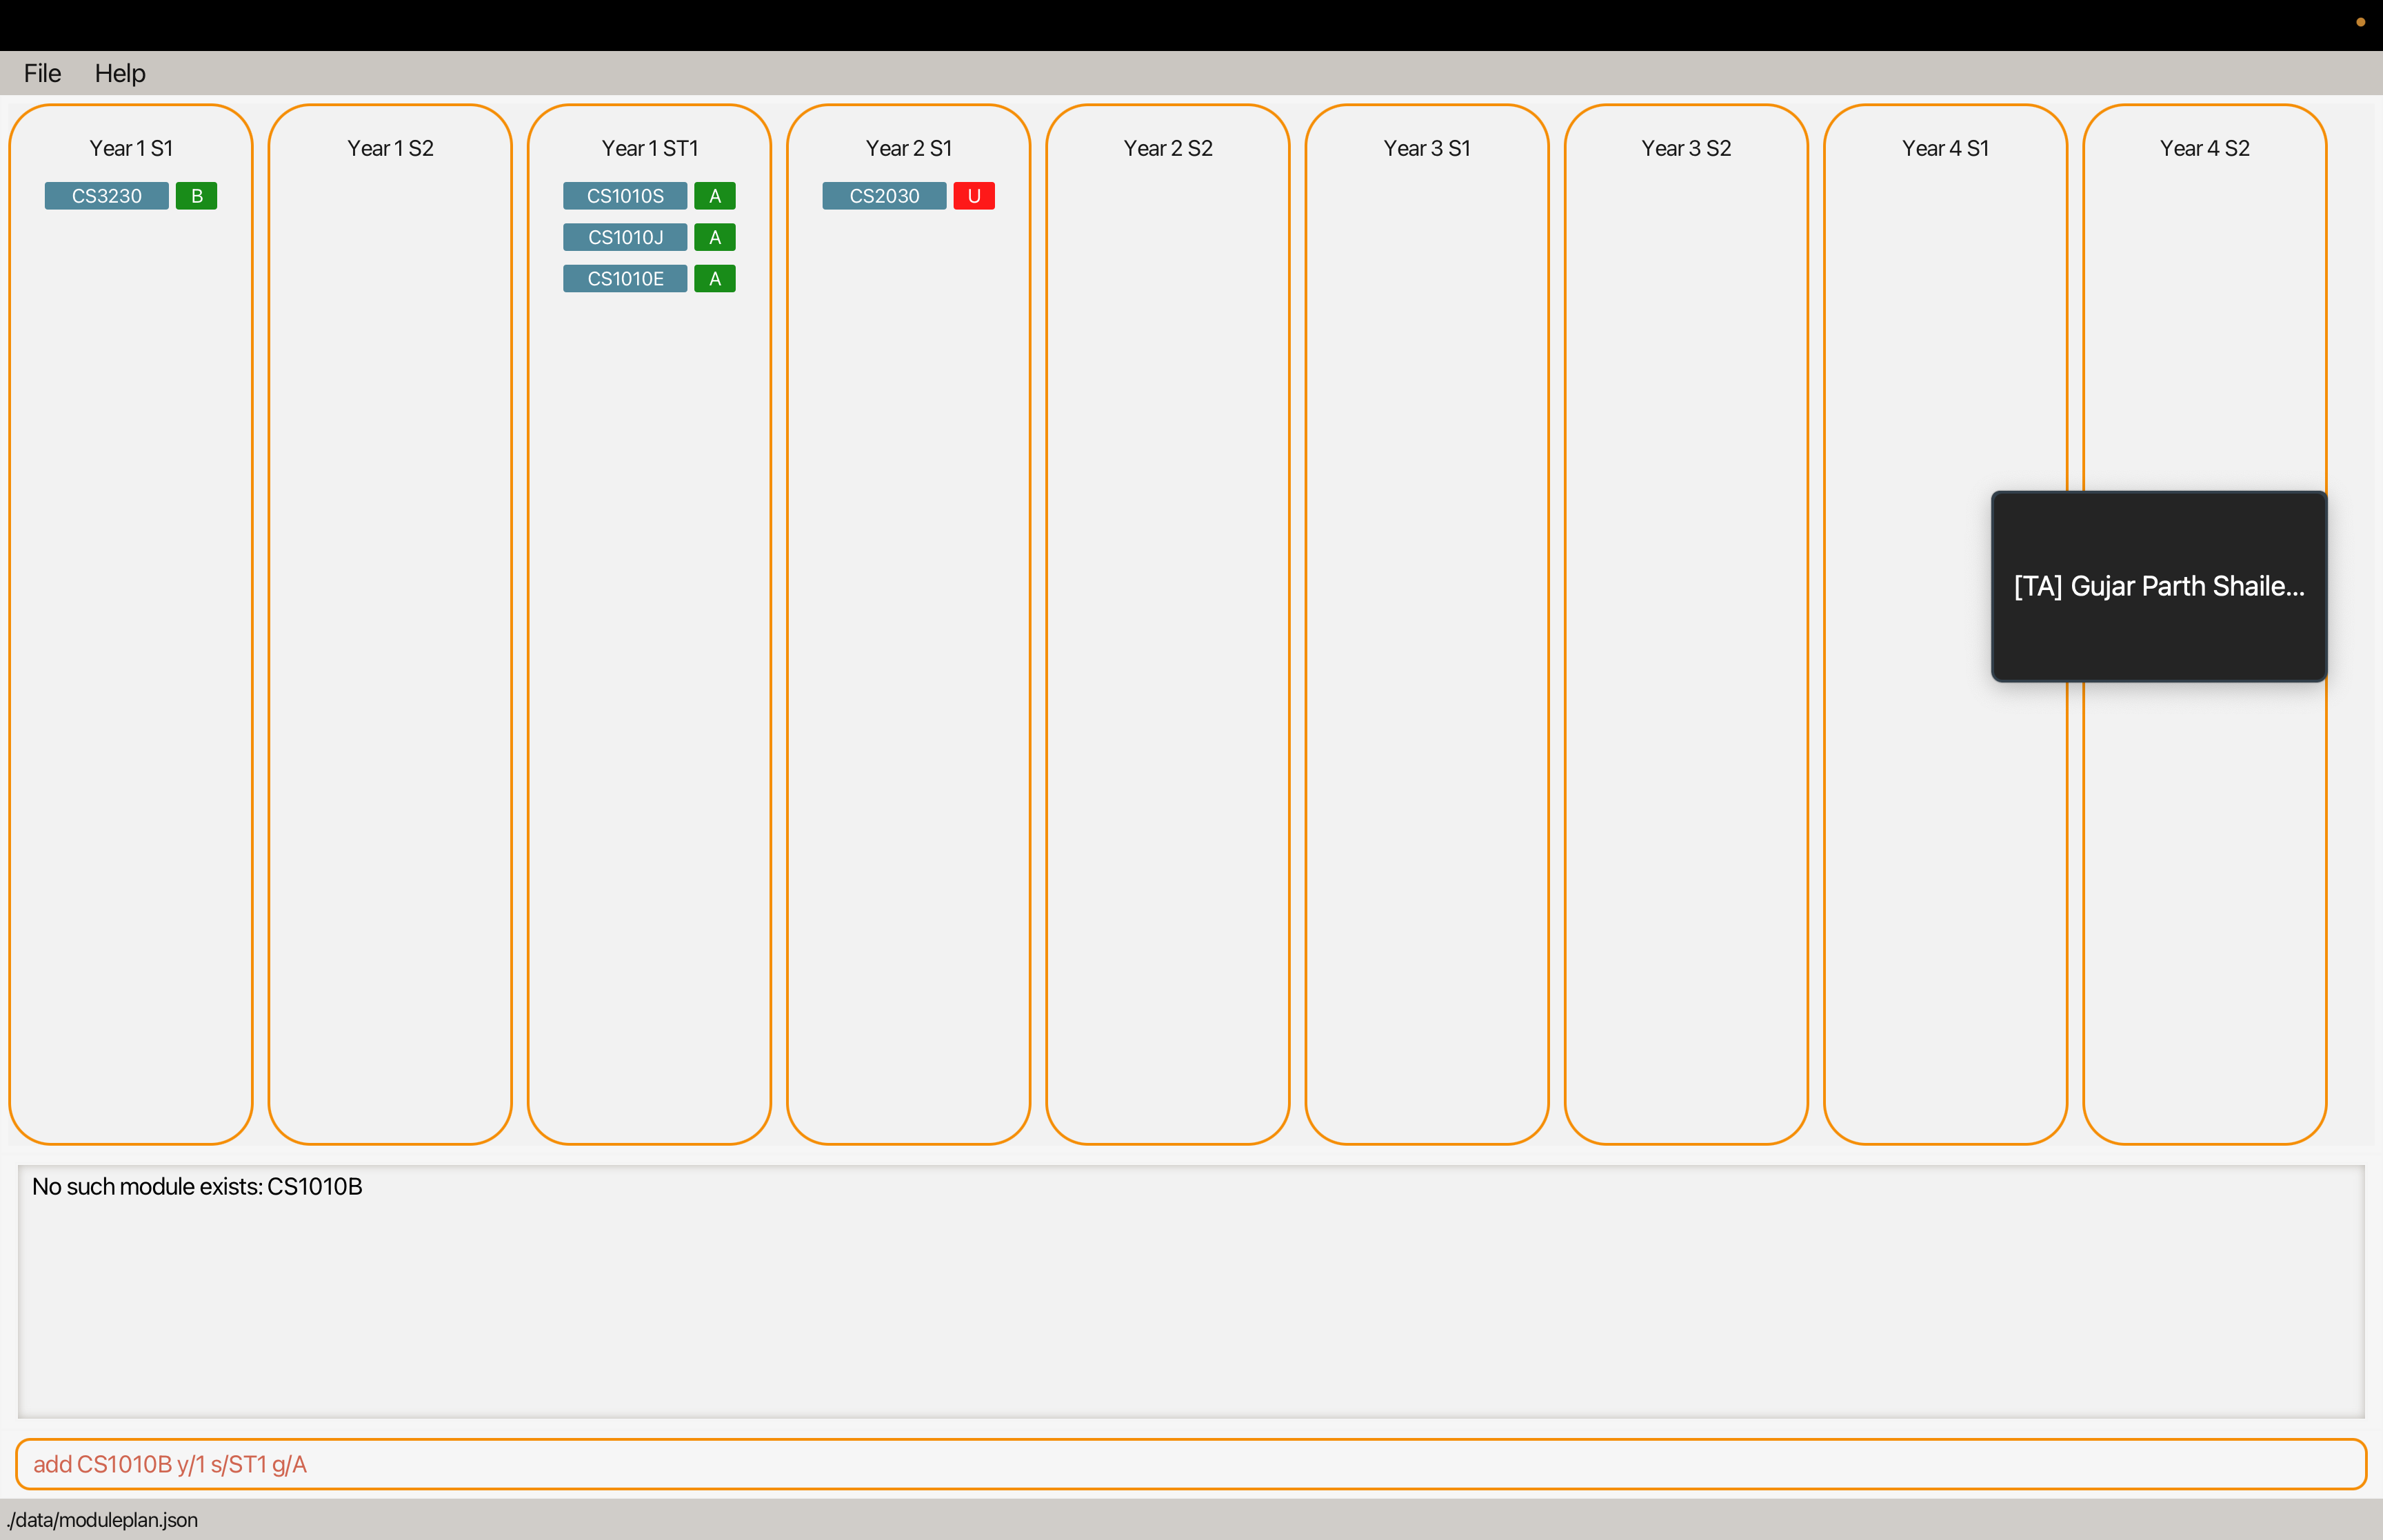 File Help
Year 1 S1
CS3230 B
Year 1 S2
Year 1 ST1
CS1010S A
CS1010J A
CS1010E A
Year 2 S1
CS2030 U
Year 2 S2
Year 3 S1
Year 3 S2
Year 4 S1
Year 4 S2
[TA] Gujar Parth Shaile...
No such module exists: CS1010B
add CS1010B y/1 s/ST1 g/A
./data/moduleplan.json